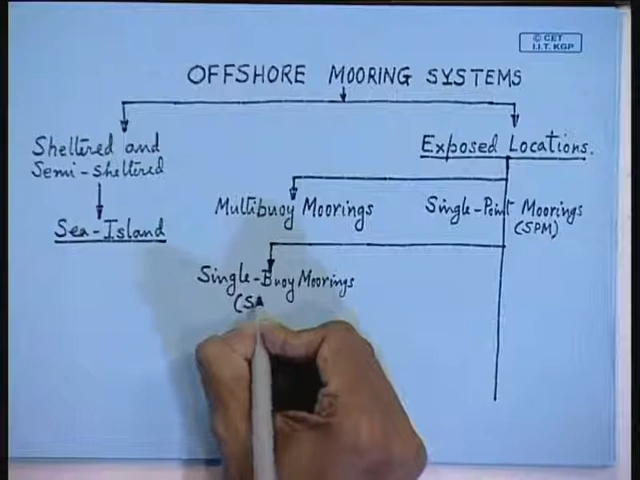 © CET
I.I.T. KGP
OFFSHORE MOORING SYSTEMS
Sheltered and
Semi-sheltered
Sea-Island
Exposed Locations.
Multibuoy Moorings
Single-Point Moorings
(SPM)
Single-Buoy Moorings
(S